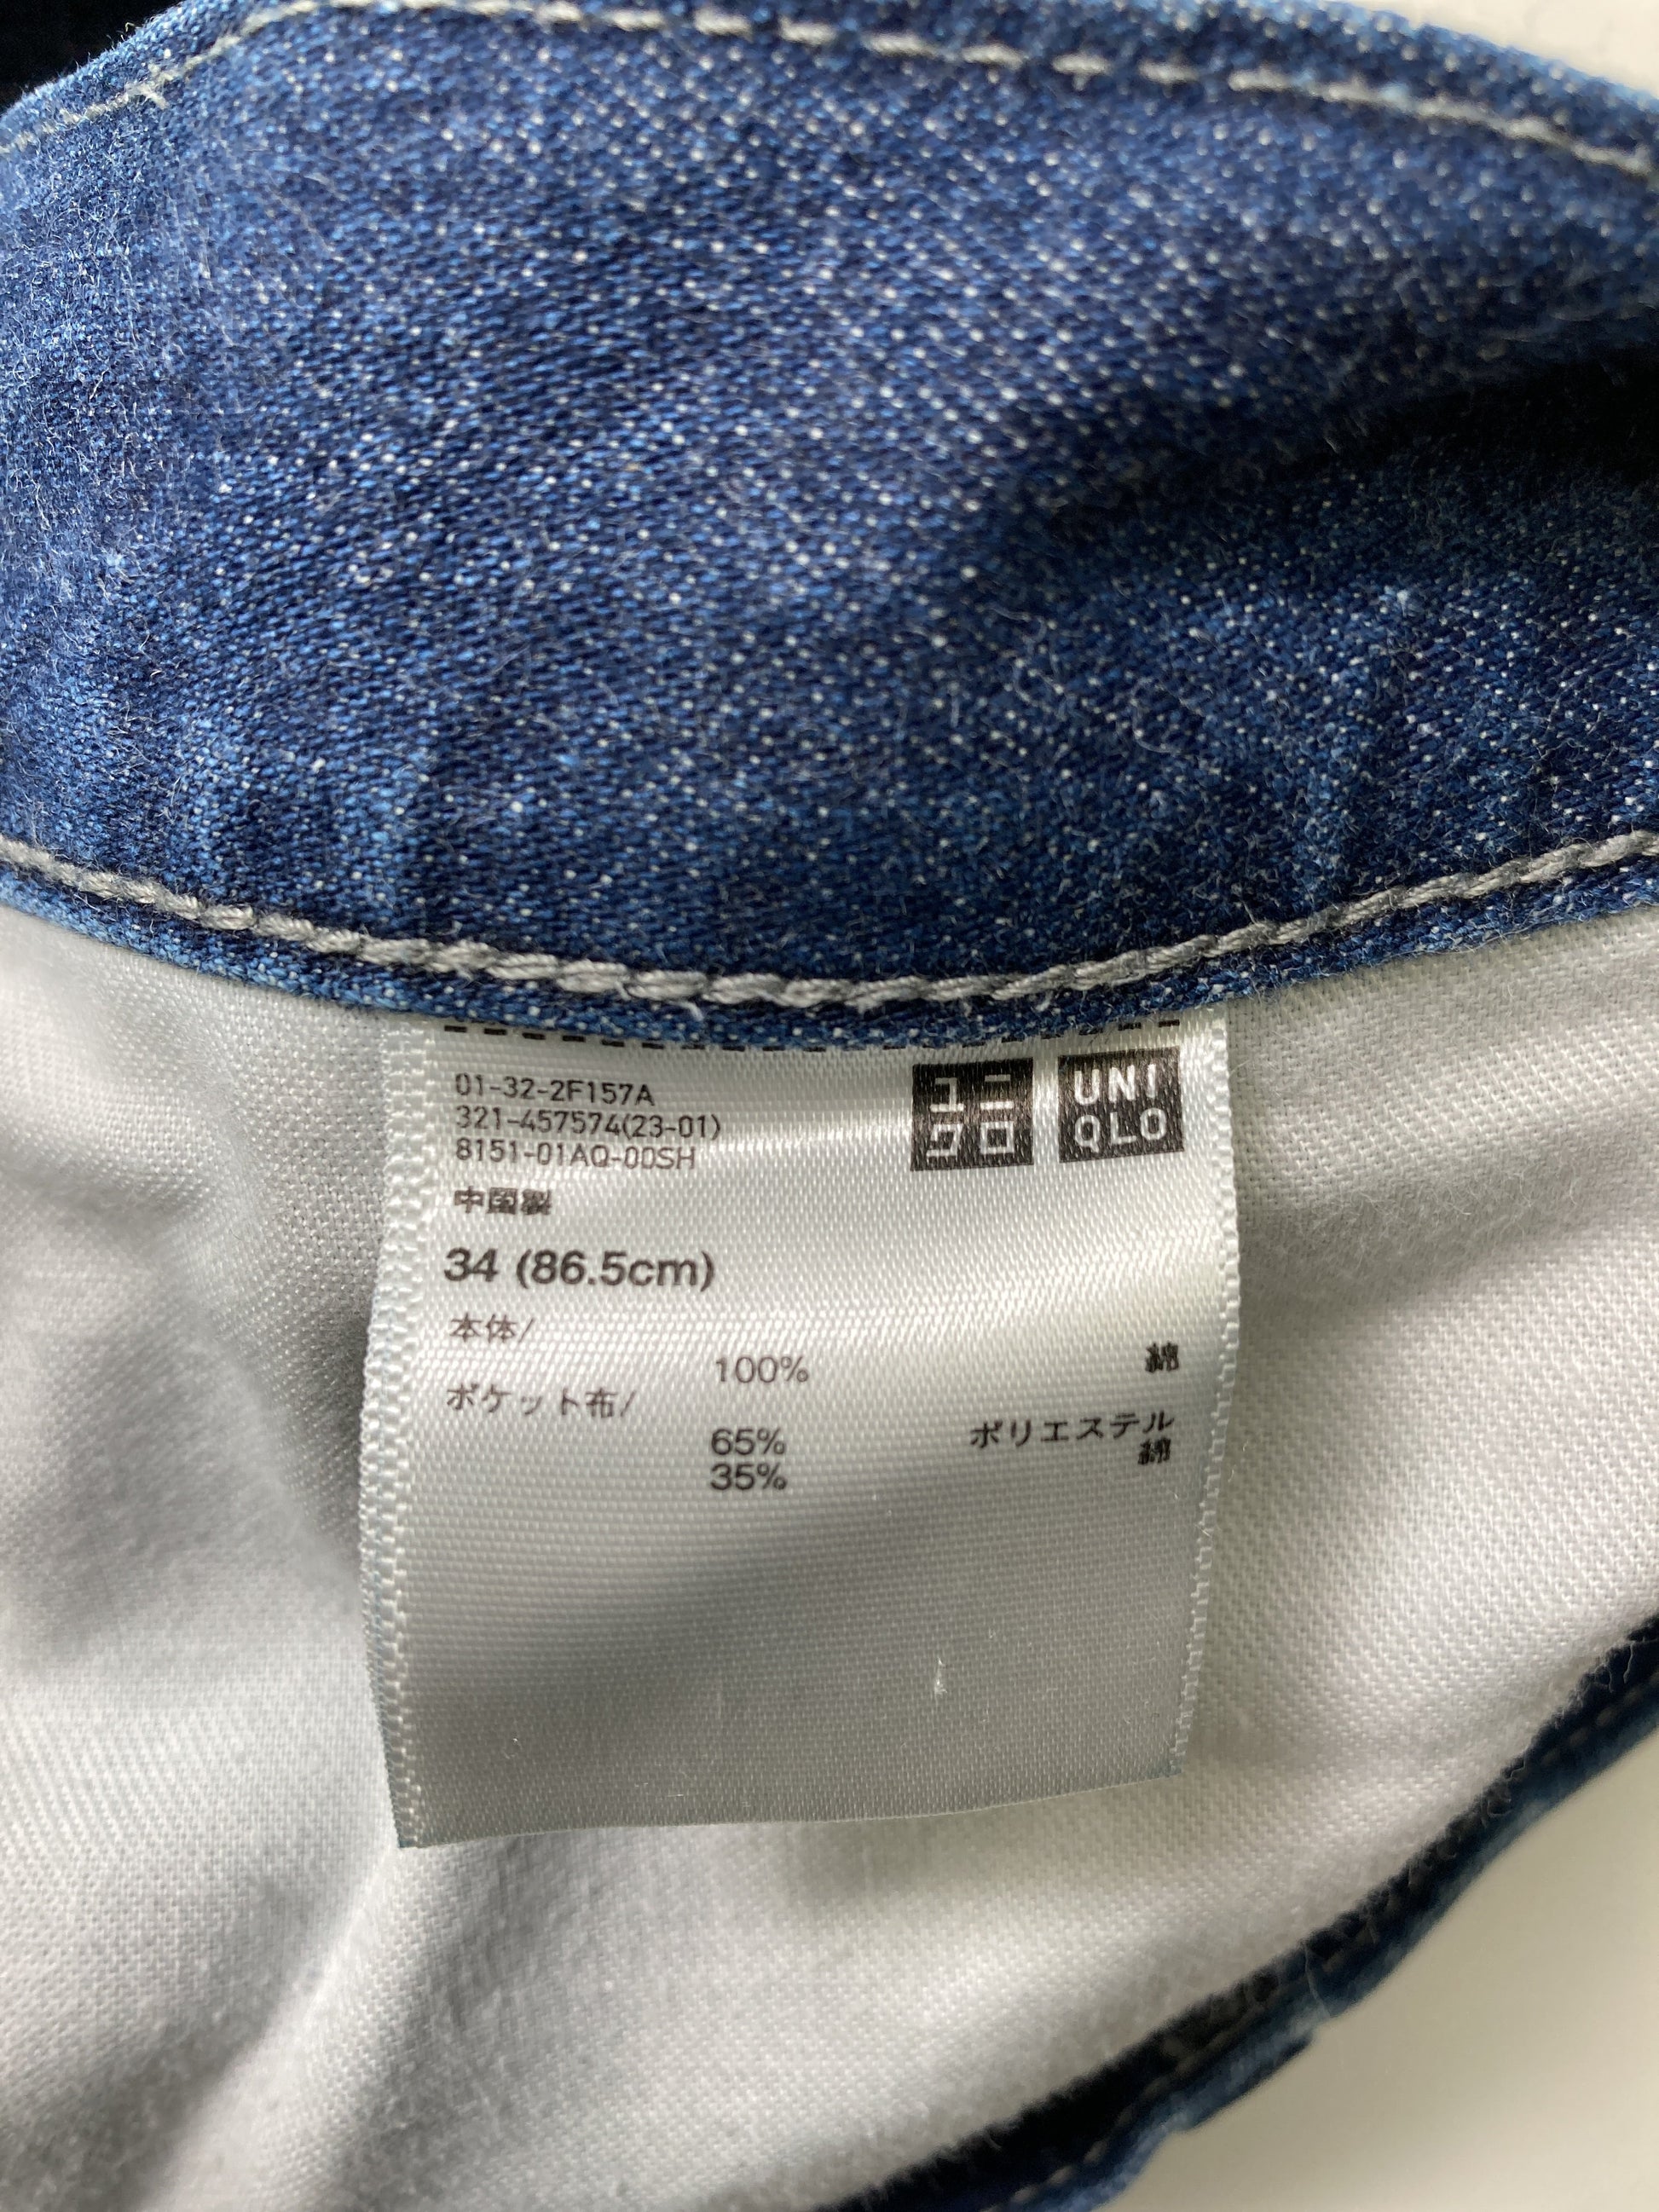 01-32-2F157A
321-457574(23-01)
8151-01AQ-00SH
ユニ
クロ
UNI
QLO
中国製
34 (86.5cm)
本体/
100% 綿
ポケット布/
65% ポリエステル
35% 綿